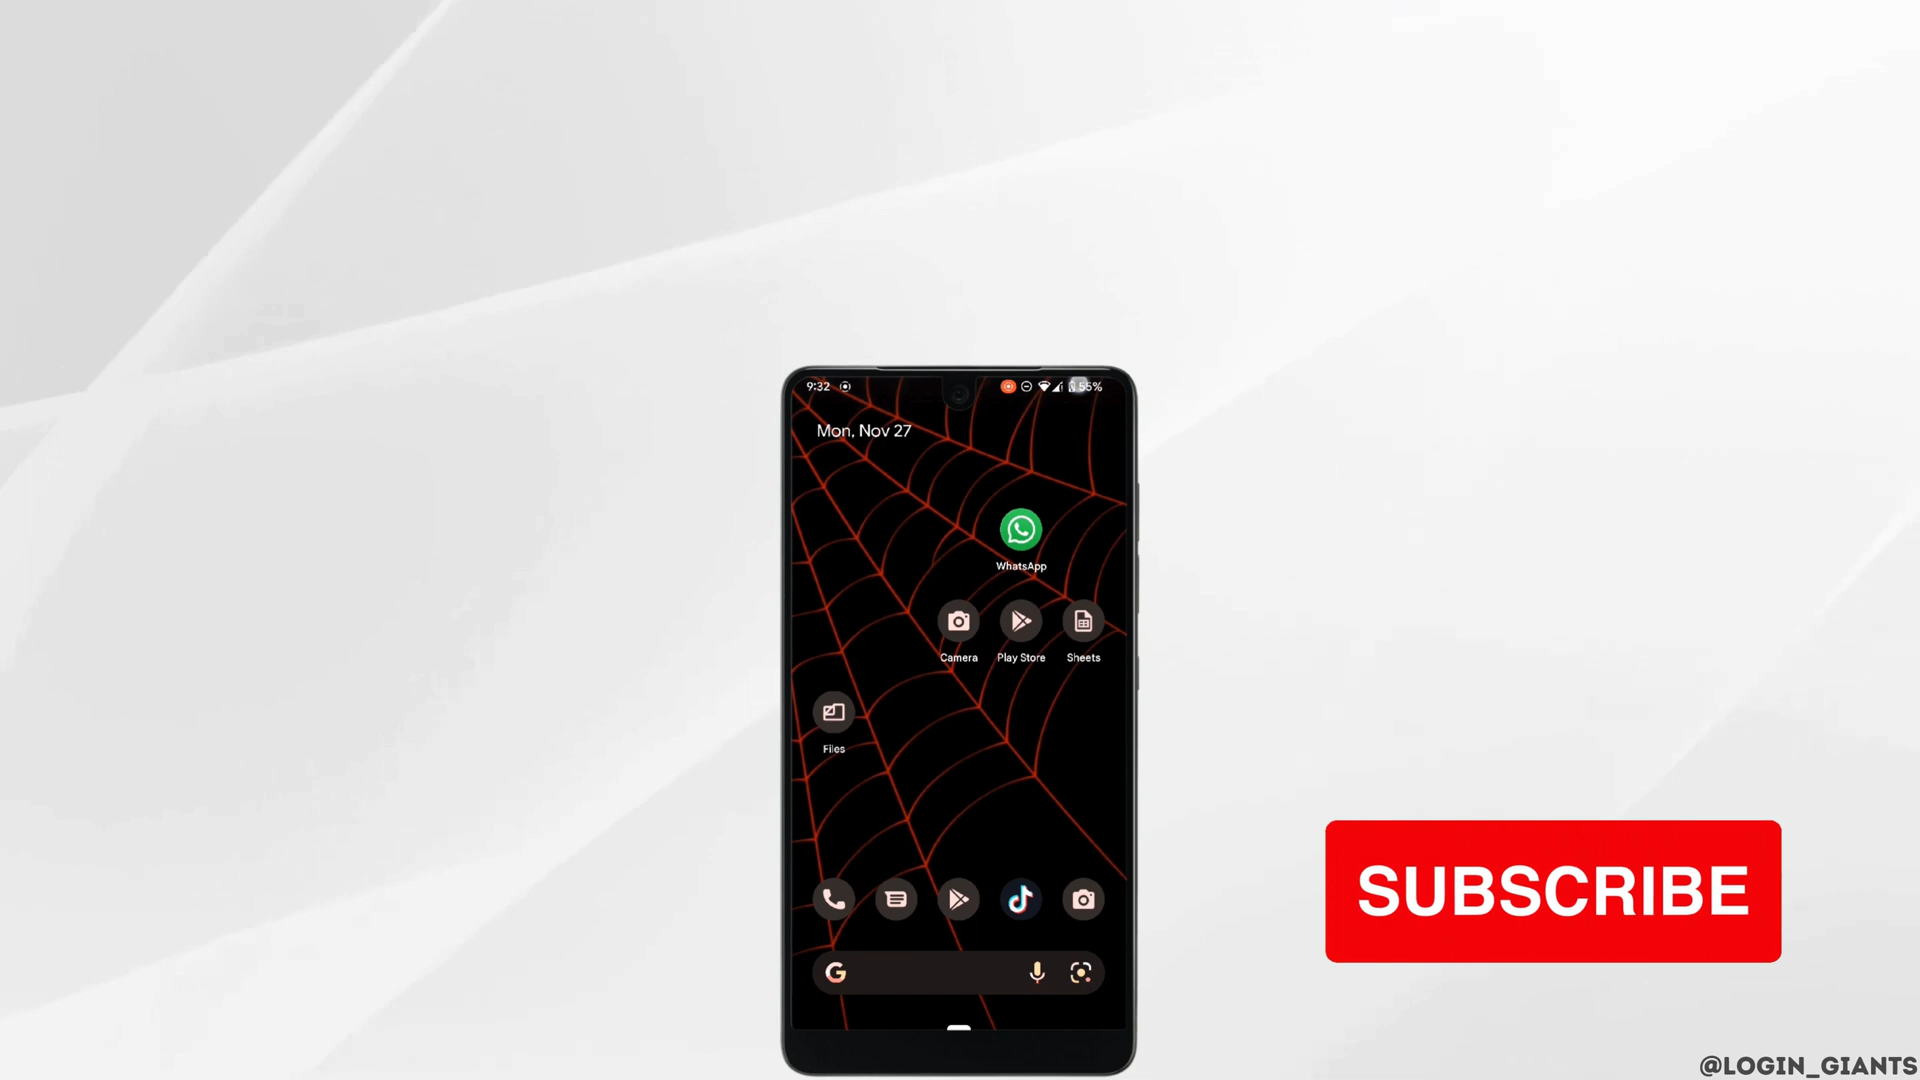 9:32 55%
Mon, Nov 27
WhatsApp
Camera Play Store Sheets
Files
SUBSCRIBE
@LOGIN_GIANTS